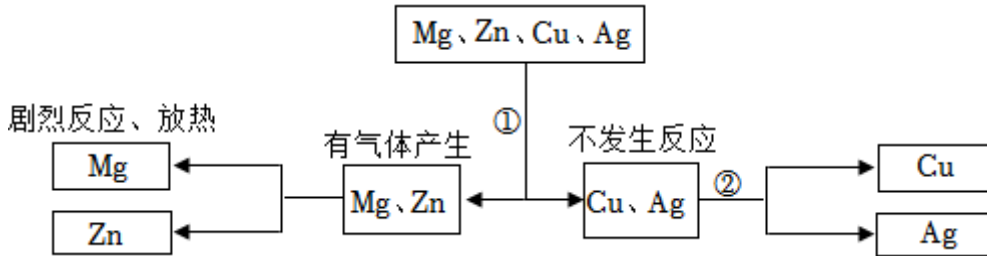 Mg、Zn、Cu、Ag
①
剧烈反应、放热
有气体产生
不发生反应
Mg
Mg、Zn
Cu、Ag
②
Cu
Zn
Ag